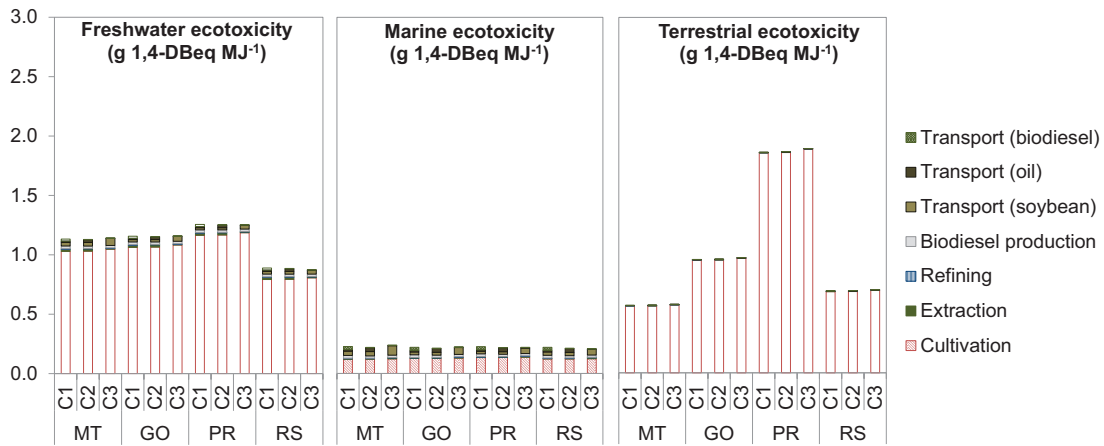 3.0
2.5
2.0
1.5
1.0
0.5
0.0
Freshwater ecotoxicity
(g 1,4-DBeq MJ-1)
Marine ecotoxicity
(g 1,4-DBeq MJ-1)
Terrestrial ecotoxicity
(g 1,4-DBeq MJ-1)
Transport (biodiesel)
Transport (oil)
Transport (soybean)
Biodiesel production
Refining
Extraction
Cultivation
C1 C2 C3 C1 C2 C3 C1 C2 C3 C1 C2 C3
MT GO PR RS
C1 C2 C3 C1 C2 C3 C1 C2 C3 C1 C2 C3
MT GO PR RS
C1 C2 C3 C1 C2 C3 C1 C2 C3 C1 C2 C3
MT GO PR RS